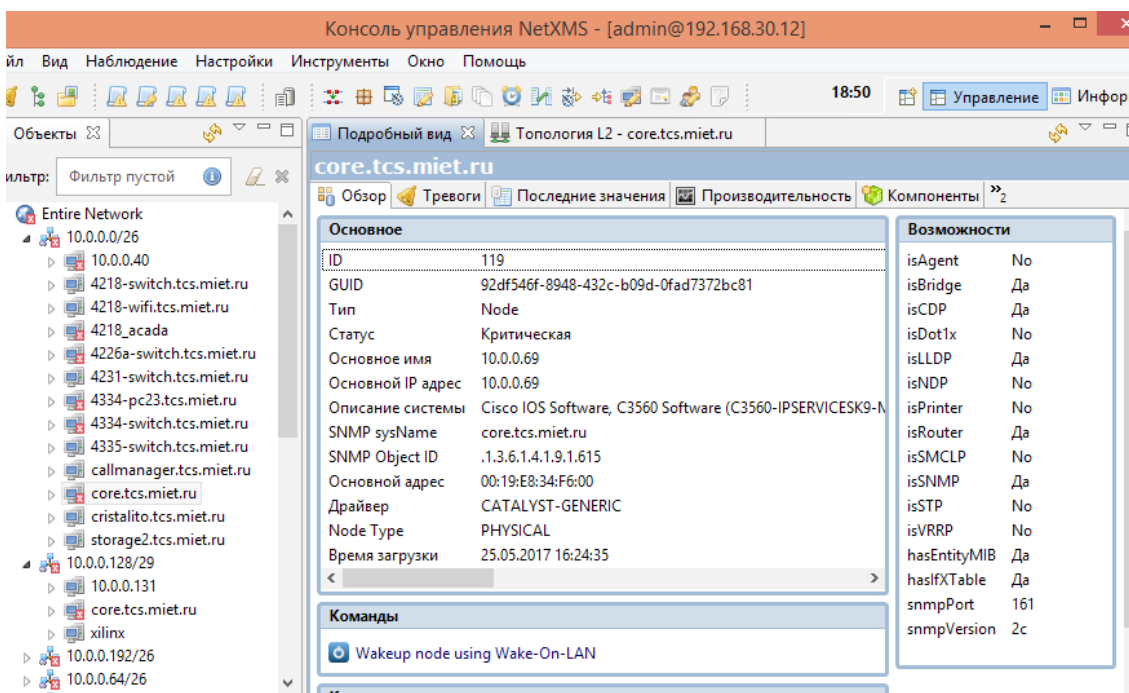 Консоль управления NetXMS - [admin@192.168.30.12]
йл Вид Наблюдение Настройки Инструменты Окно Помощь
18:50 Управление Инфор
Объекты
Подробный вид Топология L2 - core.tcs.miet.ru
ильтр: Фильтр пустой
core.tcs.miet.ru
Обзор Тревоги Последние значения Производительность Компоненты »2
Entire Network
10.0.0.0/26
10.0.0.40
4218-switch.tcs.miet.ru
4218-wifi.tcs.miet.ru
4218_acada
4226a-switch.tcs.miet.ru
4231-switch.tcs.miet.ru
4334-pc23.tcs.miet.ru
4334-switch.tcs.miet.ru
4335-switch.tcs.miet.ru
callmanager.tcs.miet.ru
core.tcs.miet.ru
cristalito.tcs.miet.ru
storage2.tcs.miet.ru
10.0.0.128/29
10.0.0.131
core.tcs.miet.ru
xilinx
10.0.0.192/26
10.0.0.64/26
Основное
ID 119
GUID 92df546f-8948-432c-b09d-0fad7372bc81
Тип Node
Статус Критическая
Основное имя 10.0.0.69
Основной IP адрес 10.0.0.69
Описание системы Cisco IOS Software, C3560 Software (C3560-IPSERVICESK9-M
SNMP sysName core.tcs.miet.ru
SNMP Object ID .1.3.6.1.4.1.9.1.615
Основной адрес 00:19:E8:34:F6:00
Драйвер CATALYST-GENERIC
Node Type PHYSICAL
Время загрузки 25.05.2017 16:24:35
Команды
Wakeup node using Wake-On-LAN
Возможности
isAgent No
isBridge Да
isCDP Да
isDot1x No
isLLDP Да
isNDP No
isPrinter No
isRouter Да
isSMCLP No
isSNMP Да
isSTP No
isVRRP No
hasEntityMIB Да
hasIfXTable Да
snmpPort 161
snmpVersion 2c